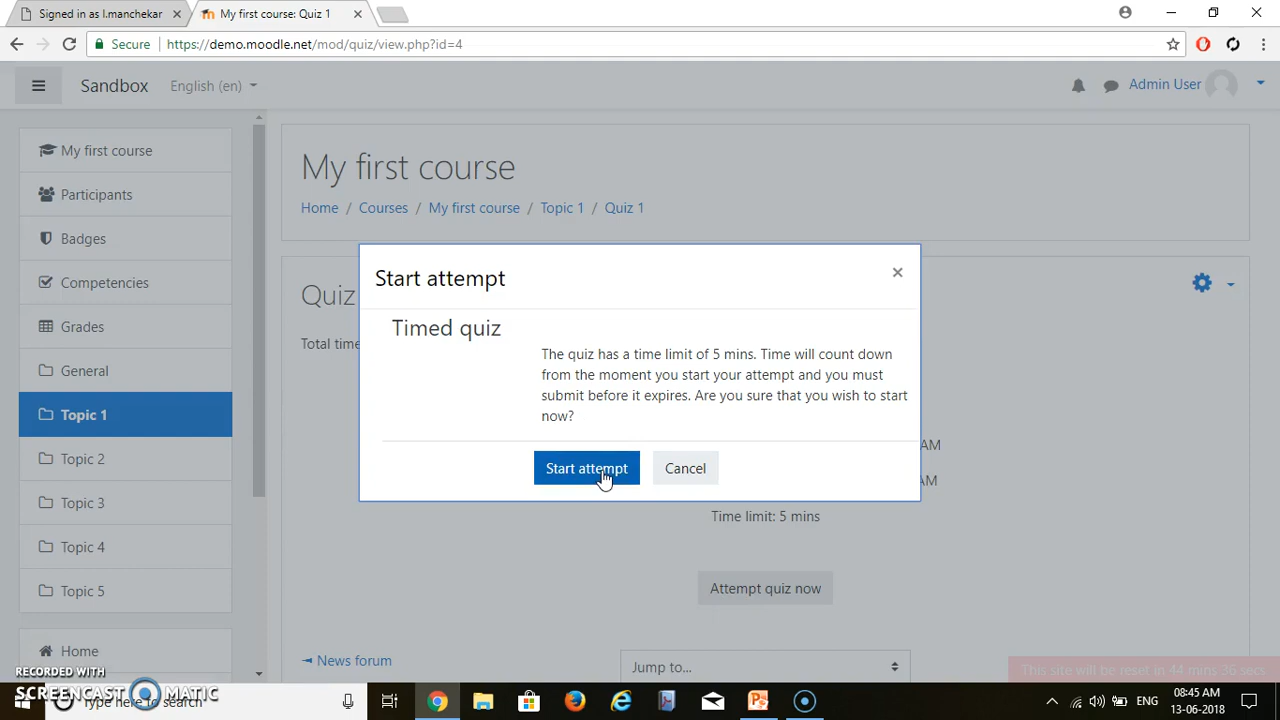 Signed in as l.manchekar
My first course: Quiz 1
Secure
https://demo.moodle.net/mod/quiz/view.php?id=4
Sandbox
English (en)
Admin User
My first course
Participants
Badges
Competencies
Grades
General
Topic 1
Topic 2
Topic 3
Topic 4
Topic 5
Home
My first course
Home / Courses / My first course / Topic 1 / Quiz 1
Quiz
Total time
Start attempt
×
Timed quiz
The quiz has a time limit of 5 mins. Time will count down
from the moment you start your attempt and you must
submit before it expires. Are you sure that you wish to start
now?
Start attempt
Cancel
AM
AM
Time limit: 5 mins
Attempt quiz now
◄ News forum
Jump to...
This site will be reset in 44 mins 36 secs
RECORDED WITH
SCREENCAST MATIC
Type here to search
ENG
08:45 AM
13-06-2018